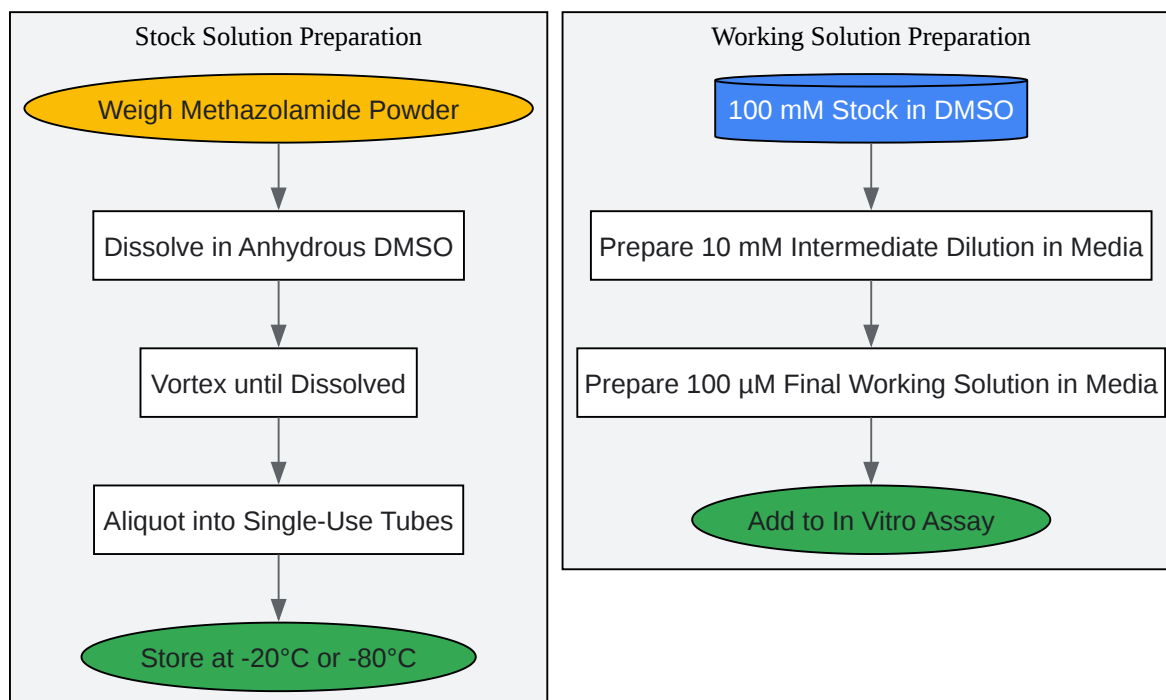 Stock Solution Preparation
Weigh Methazolamide Powder
Dissolve in Anhydrous DMSO
Vortex until Dissolved
Aliquot into Single-Use Tubes
Store at -20°C or -80°C
Working Solution Preparation
100 mM Stock in DMSO
Prepare 10 mM Intermediate Dilution in Media
Prepare 100 µM Final Working Solution in Media
Add to In Vitro Assay